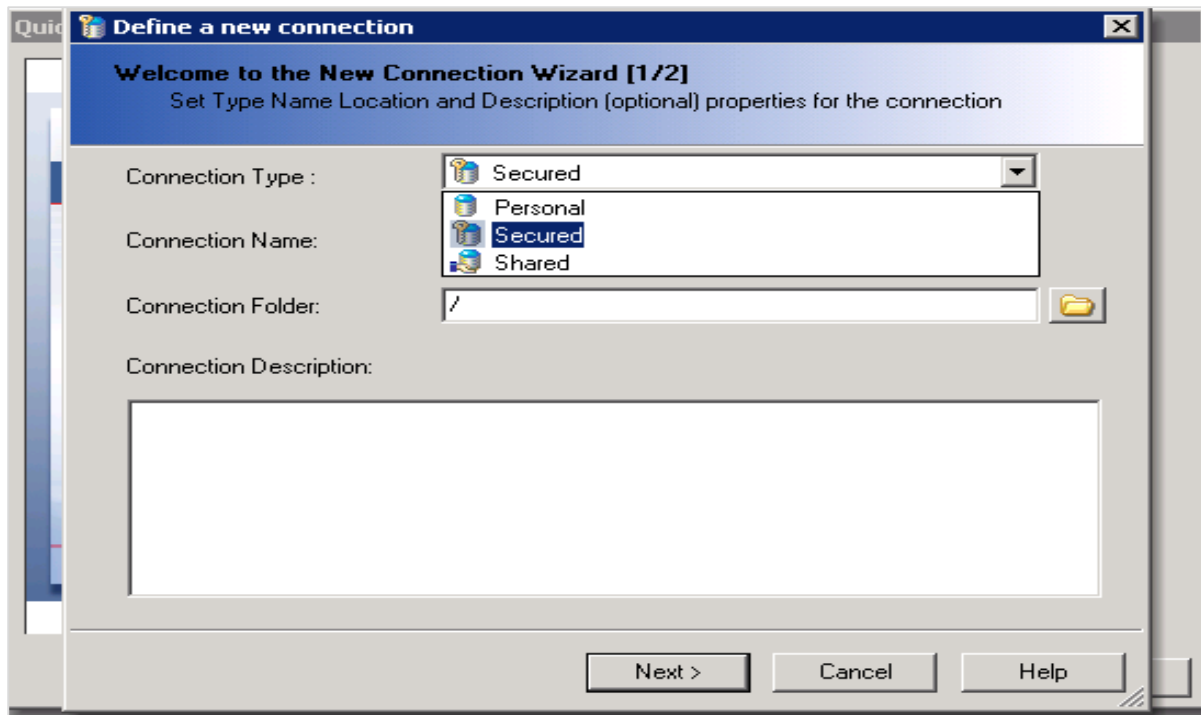 Quic
Define a new connection
Welcome to the New Connection Wizard [1/2]
Set Type Name Location and Description (optional) properties for the connection
Connection Type : Secured
Personal
Connection Name: Secured
Shared
Connection Folder: /
Connection Description:
Next > Cancel Help